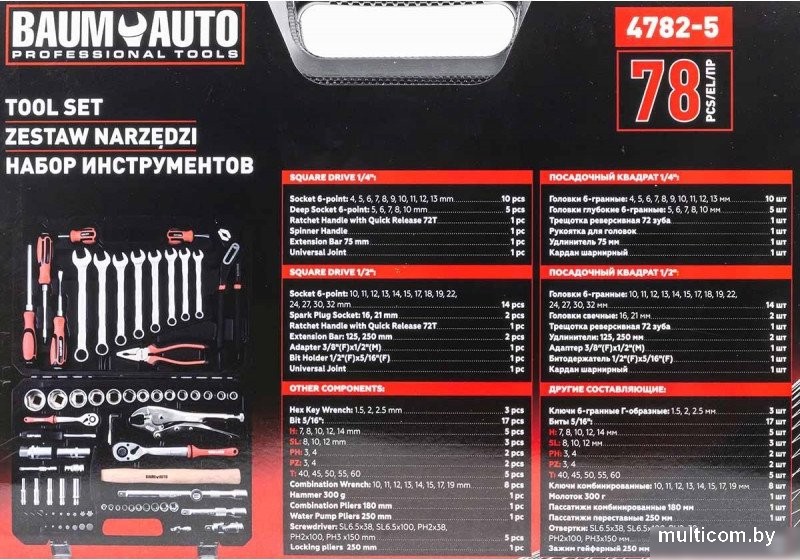 BAUM AUTO
PROFESSIONAL TOOLS
4782-5
78 PCS/EL/ПР
TOOL SET
ZESTAW NARZĘDZI
НАБОР ИНСТРУМЕНТОВ
SQUARE DRIVE 1/4":
Socket 6-point: 4, 5, 6, 7, 8, 9, 10, 11, 12, 13 mm 10 pcs
Deep Socket 6-point: 5, 6, 7, 8, 10 mm 5 pcs
Ratchet Handle with Quick Release 72T 1 pc
Spinner Handle 1 pc
Extension Bar 75 mm 1 pc
Universal Joint 1 pc
SQUARE DRIVE 1/2":
Socket 6-point: 10, 11, 12, 13, 14, 15, 17, 18, 19, 22,
24, 27, 30, 32 mm 14 pcs
Spark Plug Socket: 16, 21 mm 2 pcs
Ratchet Handle with Quick Release 72T 1 pc
Extension Bar: 125, 250 mm 2 pcs
Adapter 3/8"(F)x1/2"(M) 1 pc
Bit Holder 1/2"(F)x5/16"(F) 1 pc
Universal Joint 1 pc
OTHER COMPONENTS:
Hex Key Wrench: 1.5, 2, 2.5 mm 3 pcs
Bit 5/16": 17 pcs
H: 7, 8, 10, 12, 14 mm 5 pcs
SL: 8, 10, 12 mm 3 pcs
PH: 3, 4 2 pcs
PZ: 3, 4 2 pcs
T: 40, 45, 50, 55, 60 5 pcs
Combination Wrench: 10, 11, 12, 13, 14, 15, 17, 19 mm 8 pcs
Hammer 300 g 1 pc
Combination Pliers 180 mm 1 pc
Water Pump Pliers 250 mm 1 pc
Screwdriver: SL6.5x38, SL6.5x100, PH2x38,
PH2x100, PH3 x150 mm 5 pcs
Locking pliers 250 mm 1 pc
ПОСАДОЧНЫЙ КВАДРАТ 1/4":
Головки 6-гранные: 4, 5, 6, 7, 8, 9, 10, 11, 12, 13 мм 10 шт
Головки глубокие 6-гранные: 5, 6, 7, 8, 10 мм 5 шт
Трещотка реверсивная 72 зуба 1 шт
Рукоятка для головок 1 шт
Удлинитель 75 мм 1 шт
Кардан шарнирный 1 шт
ПОСАДОЧНЫЙ КВАДРАТ 1/2":
Головки 6-гранные: 10, 11, 12, 13, 14, 15, 17, 18, 19, 22,
24, 27, 30, 32 мм 14 шт
Головки свечные: 16, 21 мм 2 шт
Трещотка реверсивная 72 зуба 1 шт
Удлинители: 125, 250 мм 2 шт
Адаптер 3/8"(F)x1/2"(M) 1 шт
Битодержатель 1/2"(F)x5/16"(F) 1 шт
Кардан шарнирный 1 шт
ДРУГИЕ СОСТАВЛЯЮЩИЕ:
Ключи 6-гранные Г-образные: 1.5, 2, 2.5 мм 3 шт
Биты 5/16": 17 шт
H: 7, 8, 10, 12, 14 мм 5 шт
SL: 8, 10, 12 мм 3 шт
PH: 3, 4 2 шт
PZ: 3, 4 2 шт
T: 40, 45, 50, 55, 60 5 шт
Ключи комбинированные: 10, 11, 12, 13, 14, 15, 17, 19 мм 8 шт
Молоток 300 г 1 шт
Пассатижи комбинированные 180 мм 1 шт
Пассатижи переставные 250 мм 1 шт
Отвертки: SL6.5x38, SL6.5x100, PH2x38,
PH2x100, PH3x150 мм
Зажим гейферный 250 мм
BAUM AUTO
multicom.by